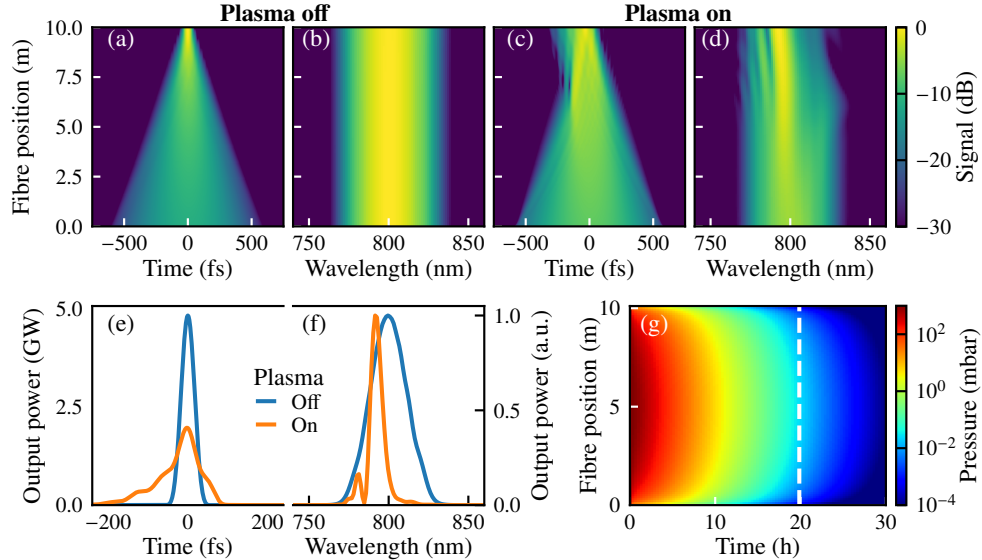 Plasma off
Plasma on
(a)
(b)
(c)
(d)
Fibre position (m)
10.0
7.5
5.0
2.5
0.0
−500
0
500
Time (fs)
750
800
850
Wavelength (nm)
−500
0
500
Time (fs)
750
800
850
Wavelength (nm)
0
−10
−20
−30
Signal (dB)
(e)
Output power (GW)
5.0
2.5
0.0
−200
0
200
Time (fs)
Plasma
Off
On
(f)
1.0
0.5
0.0
Output power (a.u.)
750
800
850
Wavelength (nm)
(g)
Fibre position (m)
10
5
0
0
10
20
30
Time (h)
10²
10⁰
10⁻²
10⁻⁴
Pressure (mbar)